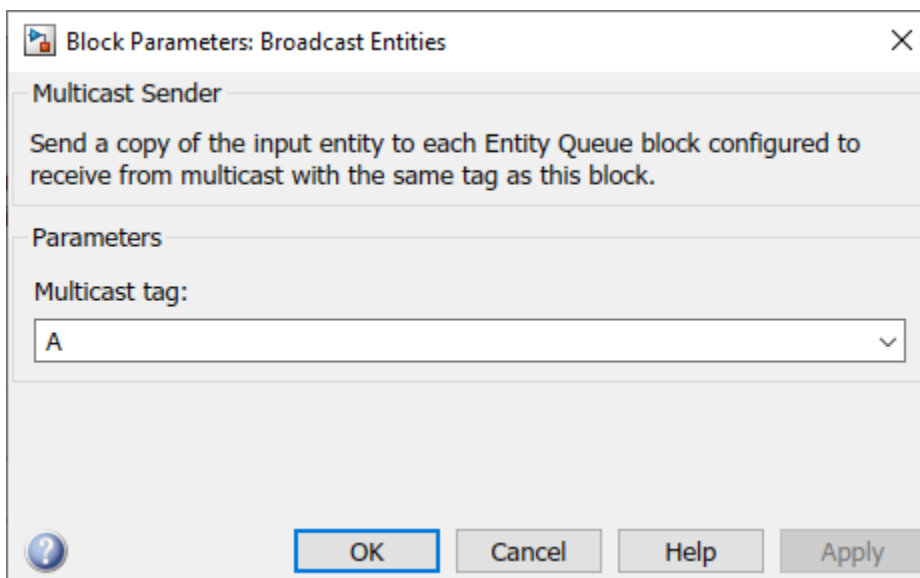 Block Parameters: Broadcast Entities
Multicast Sender
Send a copy of the input entity to each Entity Queue block configured to
receive from multicast with the same tag as this block.
Parameters
Multicast tag:
A
?
OK Cancel Help Apply